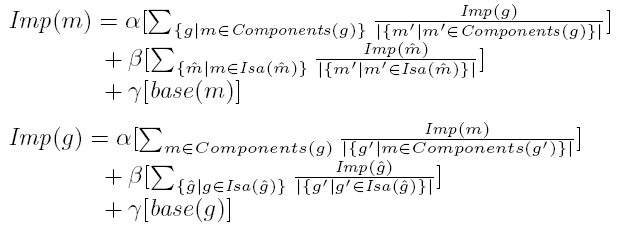 Imp(m) = α[∑_{{g|m∈Components(g)}} Imp(g) / |{m′|m′∈Components(g)}|]
+ β[∑_{{m̂|m∈Isa(m̂)}} Imp(m̂) / |{m′|m′∈Isa(m̂)}|]
+ γ[base(m)]
Imp(g) = α[∑_{m∈Components(g)} Imp(m) / |{g′|m∈Components(g′)}|]
+ β[∑_{{ĝ|g∈Isa(ĝ)}} Imp(ĝ) / |{g′|g′∈Isa(ĝ)}|]
+ γ[base(g)]